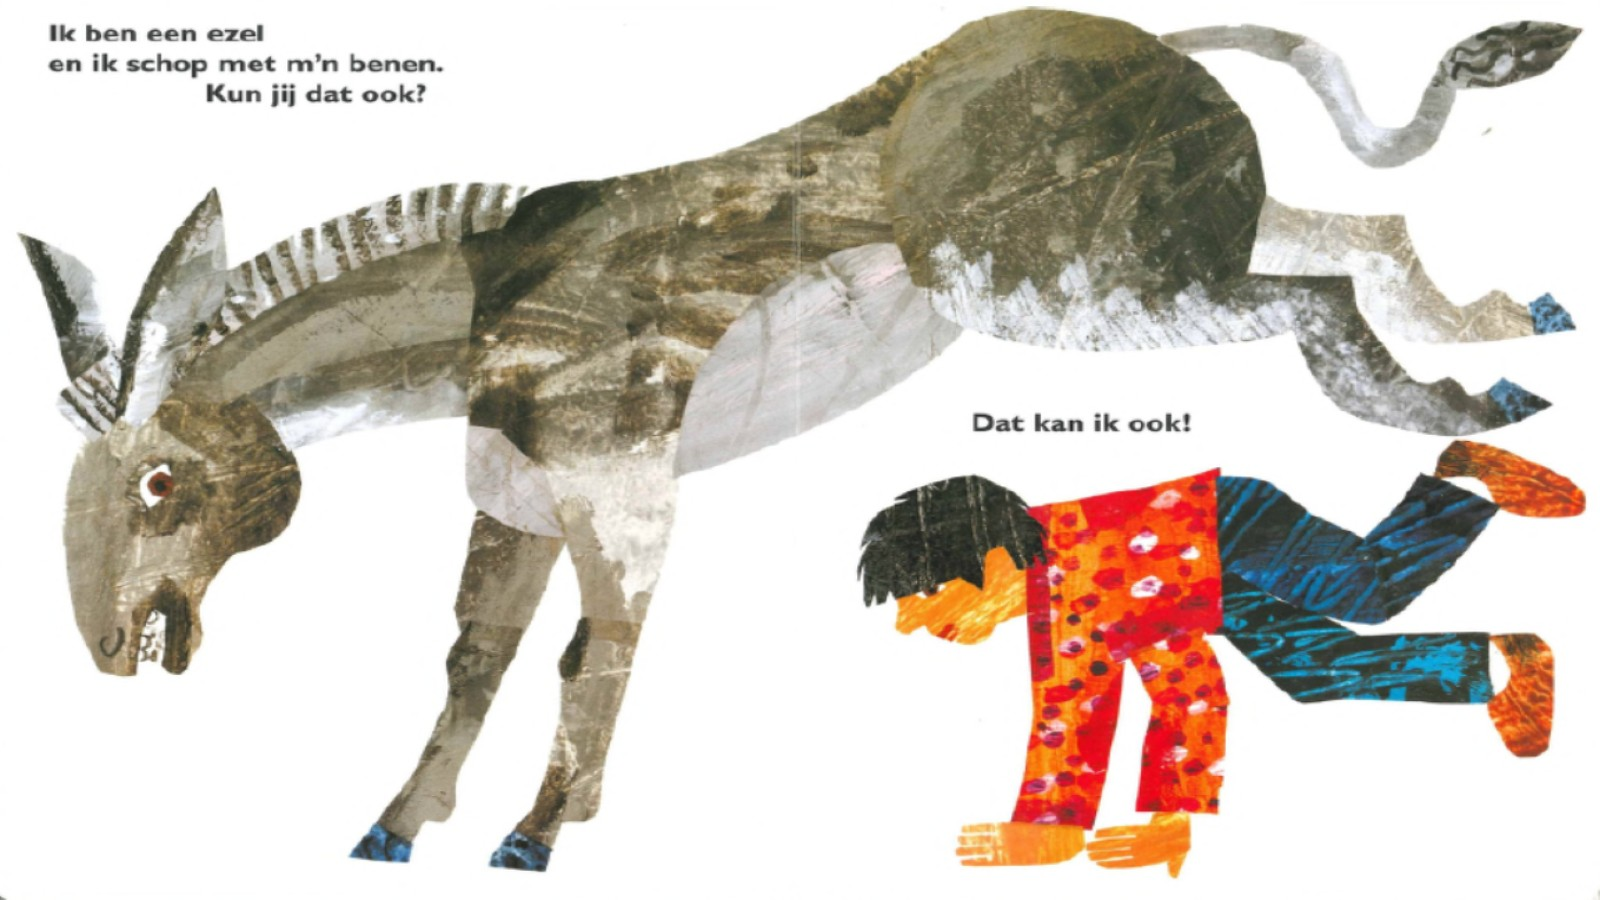 Ik ben een ezel
en ik schop met m'n benen.
Kun jij dat ook?
Dat kan ik ook!